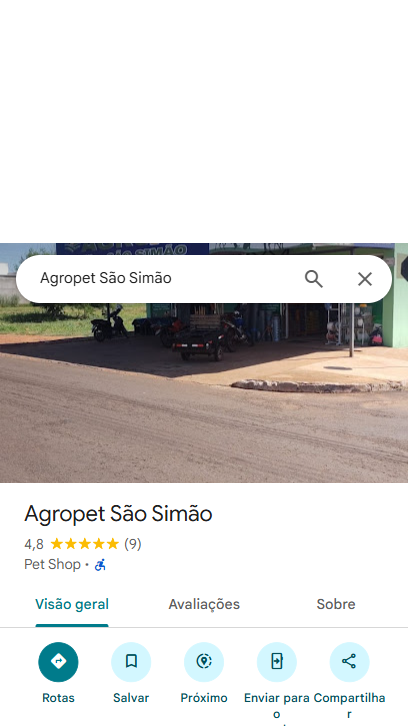 SÃO SIMÃO
Agropet São Simão
Agropet São Simão
4,8 (9)
Pet Shop ·
Visão geral
Avaliações
Sobre
Rotas
Salvar
Próximo
Enviar para
o
Compartilha
r